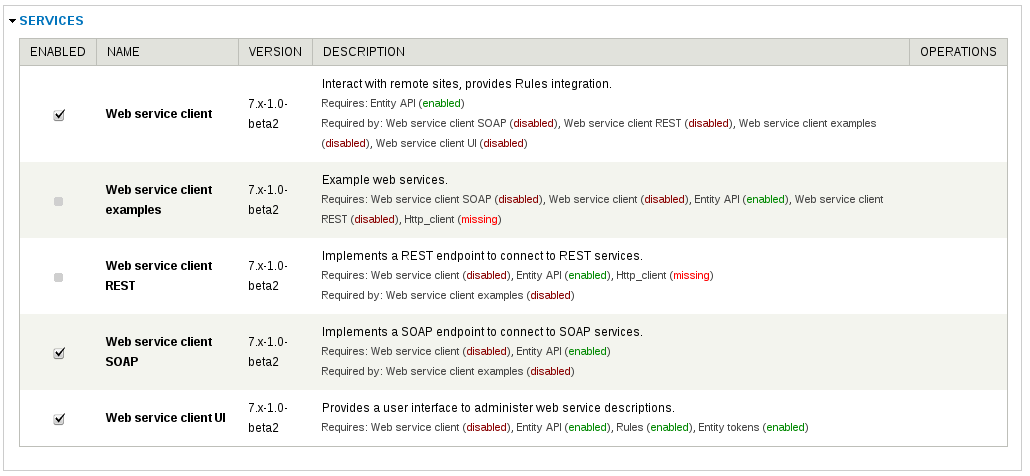 SERVICES
ENABLED NAME VERSION DESCRIPTION OPERATIONS
Web service client
7.x-1.0-
beta2
Interact with remote sites, provides Rules integration.
Requires: Entity API (enabled)
Required by: Web service client SOAP (disabled), Web service client REST (disabled), Web service client examples
(disabled), Web service client UI (disabled)
Web service client
examples
7.x-1.0-
beta2
Example web services.
Requires: Web service client SOAP (disabled), Web service client (disabled), Entity API (enabled), Web service client
REST (disabled), Http_client (missing)
Web service client
REST
7.x-1.0-
beta2
Implements a REST endpoint to connect to REST services.
Requires: Web service client (disabled), Entity API (enabled), Http_client (missing)
Required by: Web service client examples (disabled)
Web service client
SOAP
7.x-1.0-
beta2
Implements a SOAP endpoint to connect to SOAP services.
Requires: Web service client (disabled), Entity API (enabled)
Required by: Web service client examples (disabled)
Web service client UI
7.x-1.0-
beta2
Provides a user interface to administer web service descriptions.
Requires: Web service client (disabled), Entity API (enabled), Rules (enabled), Entity tokens (enabled)